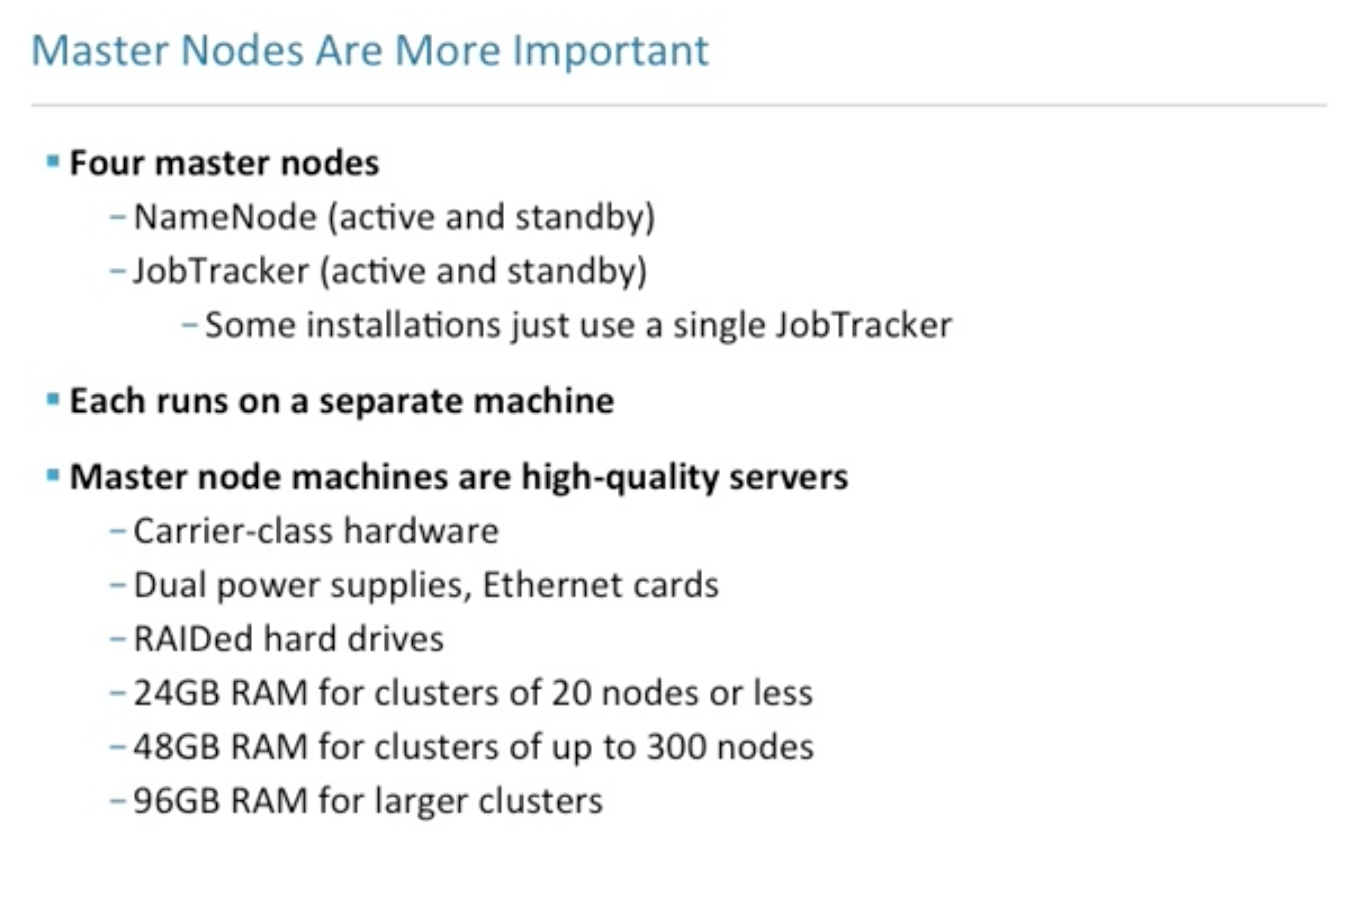 Master Nodes Are More Important
▪ Four master nodes
– NameNode (active and standby)
– JobTracker (active and standby)
– Some installations just use a single JobTracker
▪ Each runs on a separate machine
▪ Master node machines are high-quality servers
– Carrier-class hardware
– Dual power supplies, Ethernet cards
– RAIDed hard drives
– 24GB RAM for clusters of 20 nodes or less
– 48GB RAM for clusters of up to 300 nodes
– 96GB RAM for larger clusters